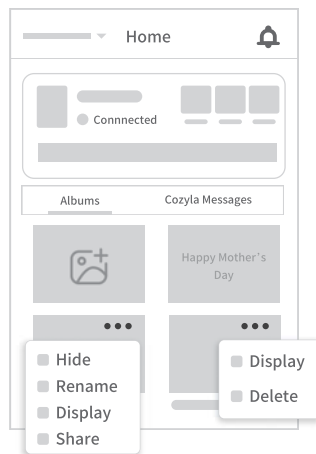 Home
Connnected
Albums
Cozyla Messages
Happy Mother's
Day
Hide
Rename
Display
Share
Display
Delete